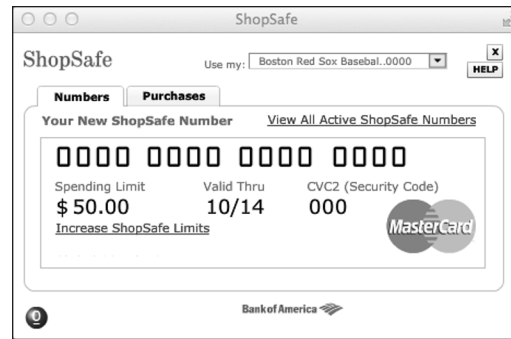 ShopSafe
ShopSafe
Use my: Boston Red Sox Basebal..0000
X
HELP
Numbers Purchases
Your New ShopSafe Number View All Active ShopSafe Numbers
0000 0000 0000 0000
Spending Limit Valid Thru CVC2 (Security Code)
$ 50.00 10/14 000
Increase ShopSafe Limits
MasterCard
Bank of America